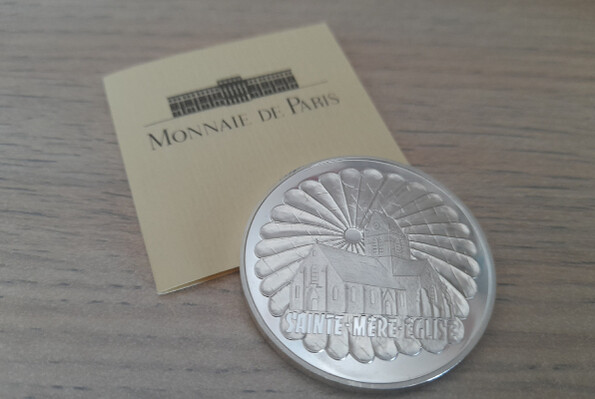 MONNAIE DE PARIS
SAINTE-MÈRE-ÉGLISE